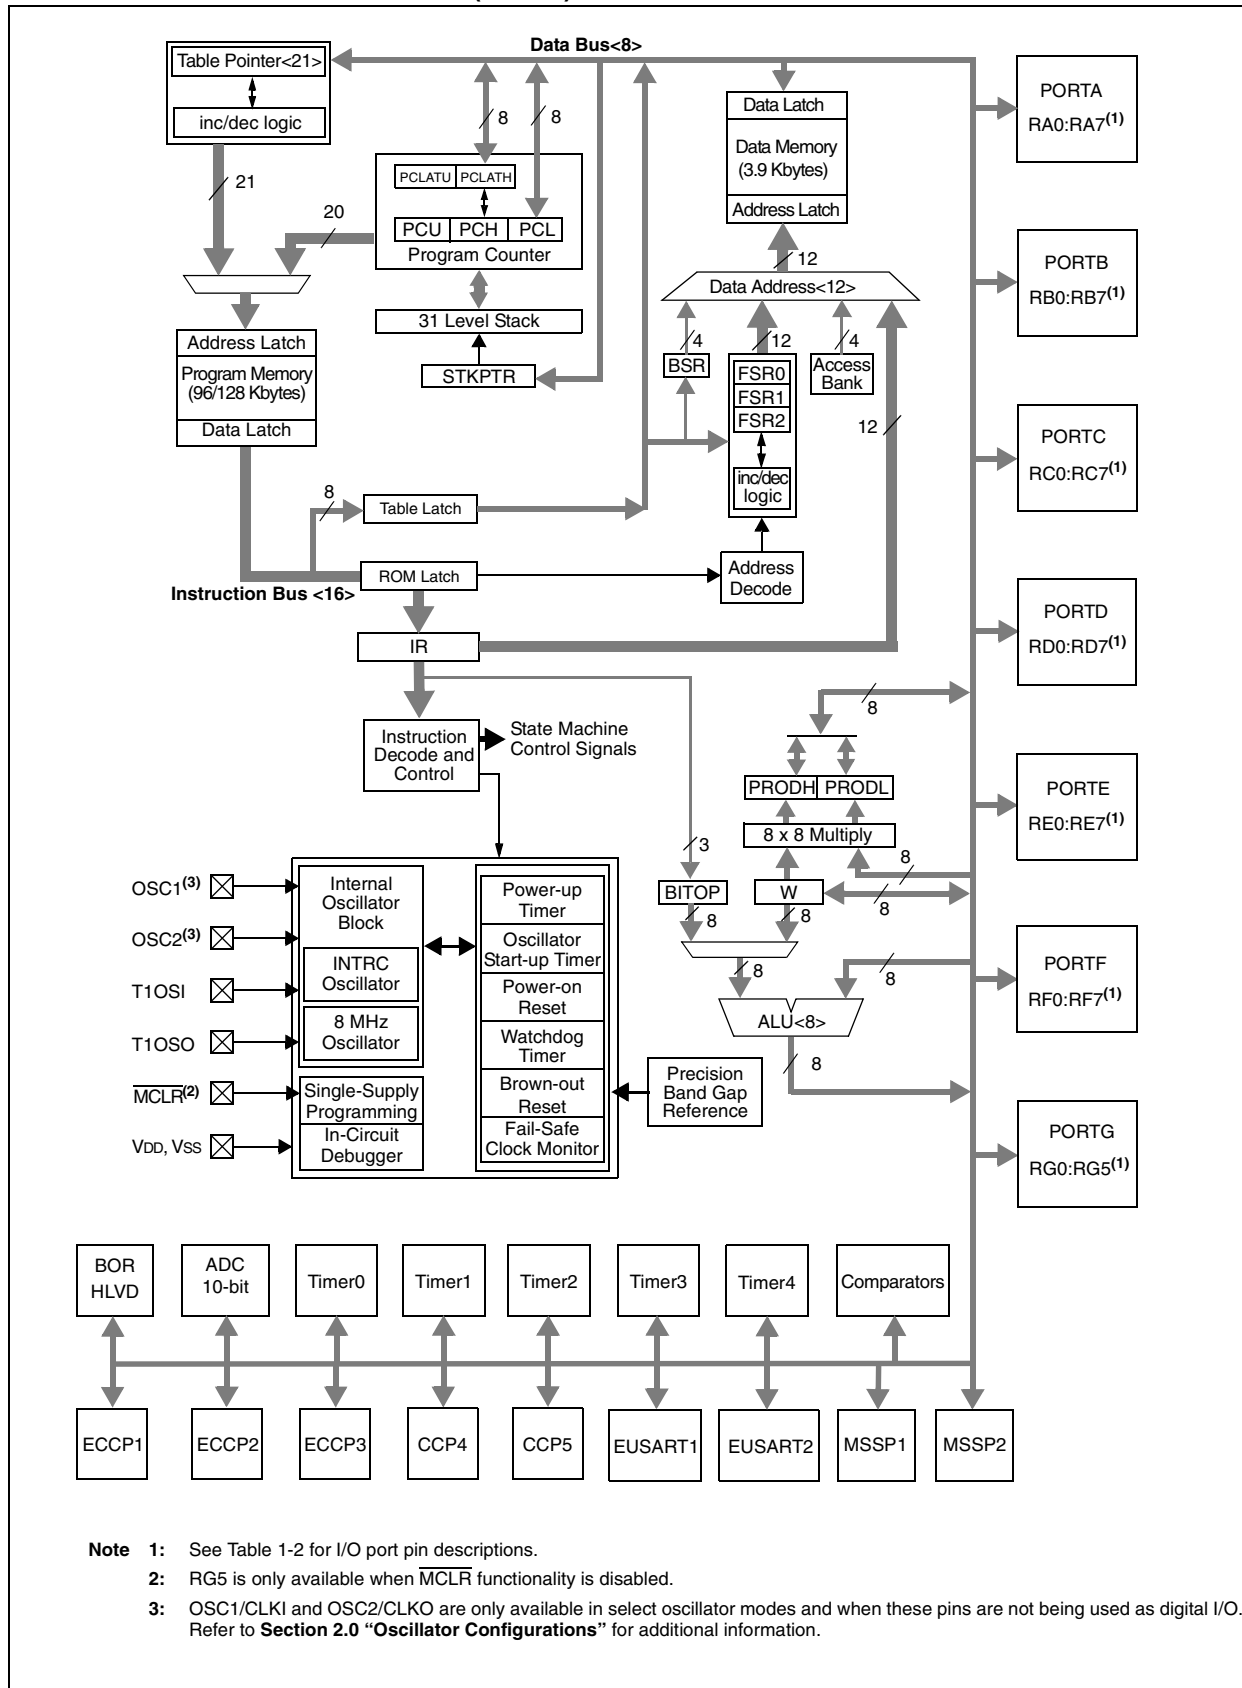 Data Bus<8>
Table Pointer<21>
inc/dec logic
21
20
8
8
PCLATU PCLATH
PCU PCH PCL
Program Counter
31 Level Stack
STKPTR
Data Latch
Data Memory
(3.9 Kbytes)
Address Latch
12
Data Address<12>
4
12
4
BSR
FSR0
FSR1
FSR2
inc/dec
logic
Access
Bank
12
Address Latch
Program Memory
(96/128 Kbytes)
Data Latch
8
Table Latch
ROM Latch
Instruction Bus <16>
Address
Decode
IR
Instruction
Decode and
Control
State Machine
Control Signals
8
PRODH PRODL
8 x 8 Multiply
3
8
BITOP
W
8
8
8
8
8
ALU<8>
8
OSC1(3)
OSC2(3)
T1OSI
T1OSO
MCLR(2)
VDD, VSS
Internal
Oscillator
Block
INTRC
Oscillator
8 MHz
Oscillator
Single-Supply
Programming
In-Circuit
Debugger
Power-up
Timer
Oscillator
Start-up Timer
Power-on
Reset
Watchdog
Timer
Brown-out
Reset
Fail-Safe
Clock Monitor
Precision
Band Gap
Reference
PORTA
RA0:RA7(1)
PORTB
RB0:RB7(1)
PORTC
RC0:RC7(1)
PORTD
RD0:RD7(1)
PORTE
RE0:RE7(1)
PORTF
RF0:RF7(1)
PORTG
RG0:RG5(1)
BOR
HLVD
ADC
10-bit
Timer0
Timer1
Timer2
Timer3
Timer4
Comparators
ECCP1
ECCP2
ECCP3
CCP4
CCP5
EUSART1
EUSART2
MSSP1
MSSP2
Note 1: See Table 1-2 for I/O port pin descriptions.
2: RG5 is only available when MCLR functionality is disabled.
3: OSC1/CLKI and OSC2/CLKO are only available in select oscillator modes and when these pins are not being used as digital I/O.
Refer to Section 2.0 “Oscillator Configurations” for additional information.